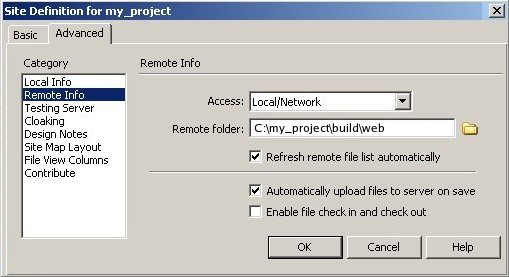 Site Definition for my_project
Basic
Advanced
Category
Local Info
Remote Info
Testing Server
Cloaking
Design Notes
Site Map Layout
File View Columns
Contribute
Remote Info
Access:
Local/Network
Remote folder:
C:\my_project\build\web
Refresh remote file list automatically
Automatically upload files to server on save
Enable file check in and check out
OK
Cancel
Help